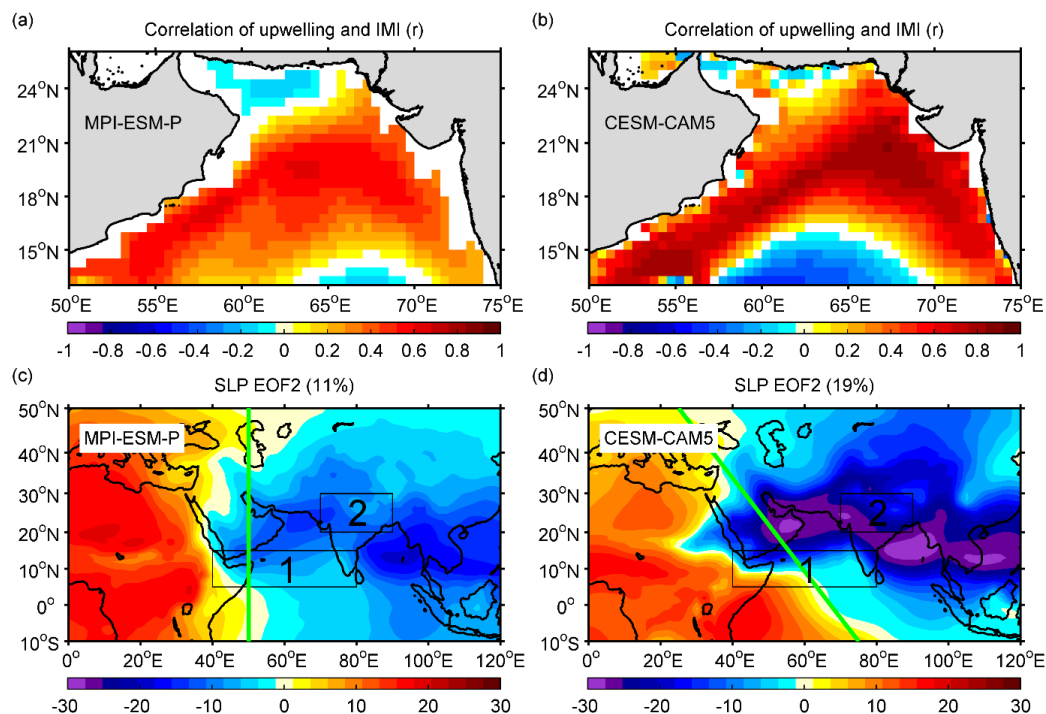 (a)
Correlation of upwelling and IMI (r)
24°N
21°N
18°N
15°N
MPI-ESM-P
50°E 55° 60°E 65° 70°E 75°E
-1 -0.8 -0.6 -0.4 -0.2 0 0.2 0.4 0.6 0.8 1
(b)
Correlation of upwelling and IMI (r)
24°N
21°N
18°N
15°N
CESM-CAM5
50°E 55° 60°E 65° 70°E 75°E
-1 -0.8 -0.6 -0.4 -0.2 0 0.2 0.4 0.6 0.8 1
(c)
SLP EOF2 (11%)
50°N
40°N
30°N
20°N
10°N
0°
10°S
MPI-ESM-P
2
1
0° 20°E 40°E 60°E 80°E 100°E 120°E
-30 -20 -10 0 10 20 30
(d)
SLP EOF2 (19%)
50°N
40°N
30°N
20°N
10°N
0°
10°S
CESM-CAM5
2
1
0° 20°E 40°E 60°E 80°E 100°E 120°E
-30 -20 -10 0 10 20 30